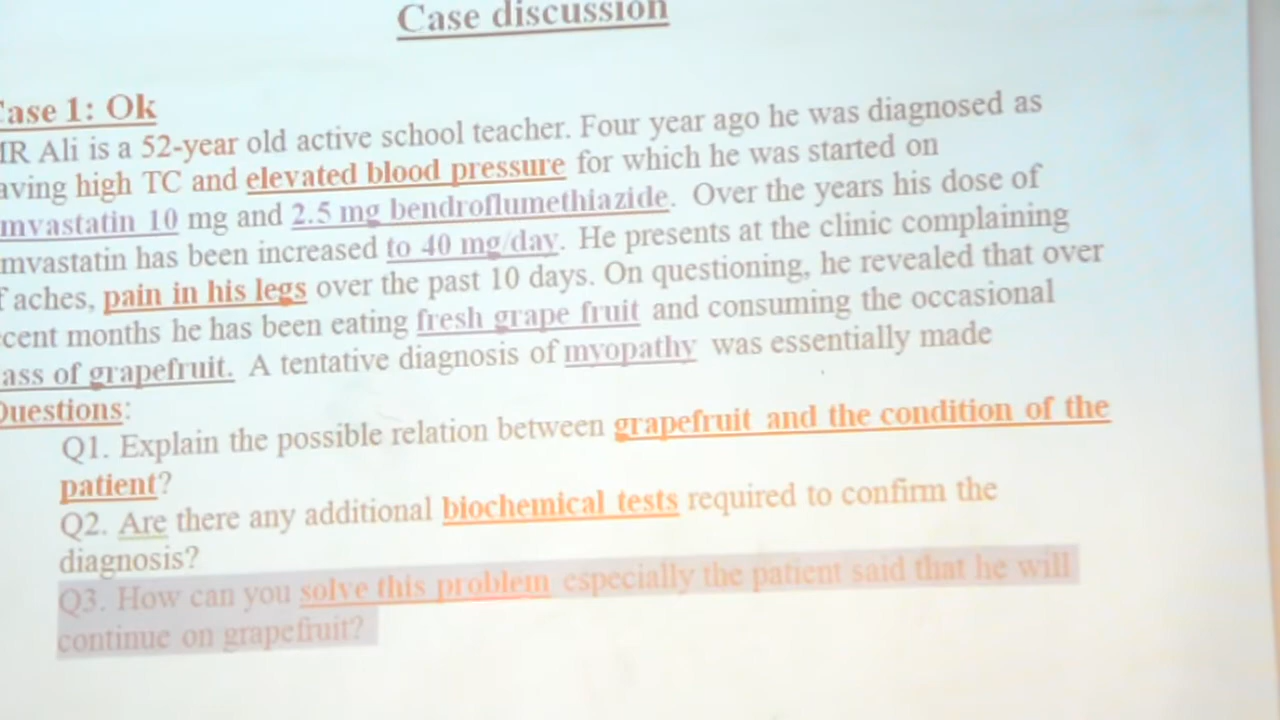 Case discussion
ase 1: Ok
MR Ali is a 52-year old active school teacher. Four year ago he was diagnosed as
aving high TC and elevated blood pressure for which he was started on
mvastatin 10 mg and 2.5 mg bendroflumethiazide. Over the years his dose of
mvastatin has been increased to 40 mg/day. He presents at the clinic complaining
f aches, pain in his legs over the past 10 days. On questioning, he revealed that over
cent months he has been eating fresh grape fruit and consuming the occasional
ass of grapefruit. A tentative diagnosis of myopathy was essentially made
Questions:
Q1. Explain the possible relation between grapefruit and the condition of the
patient?
Q2. Are there any additional biochemical tests required to confirm the
diagnosis?
Q3. How can you solve this problem especially the patient said that he will
continue on grapefruit?